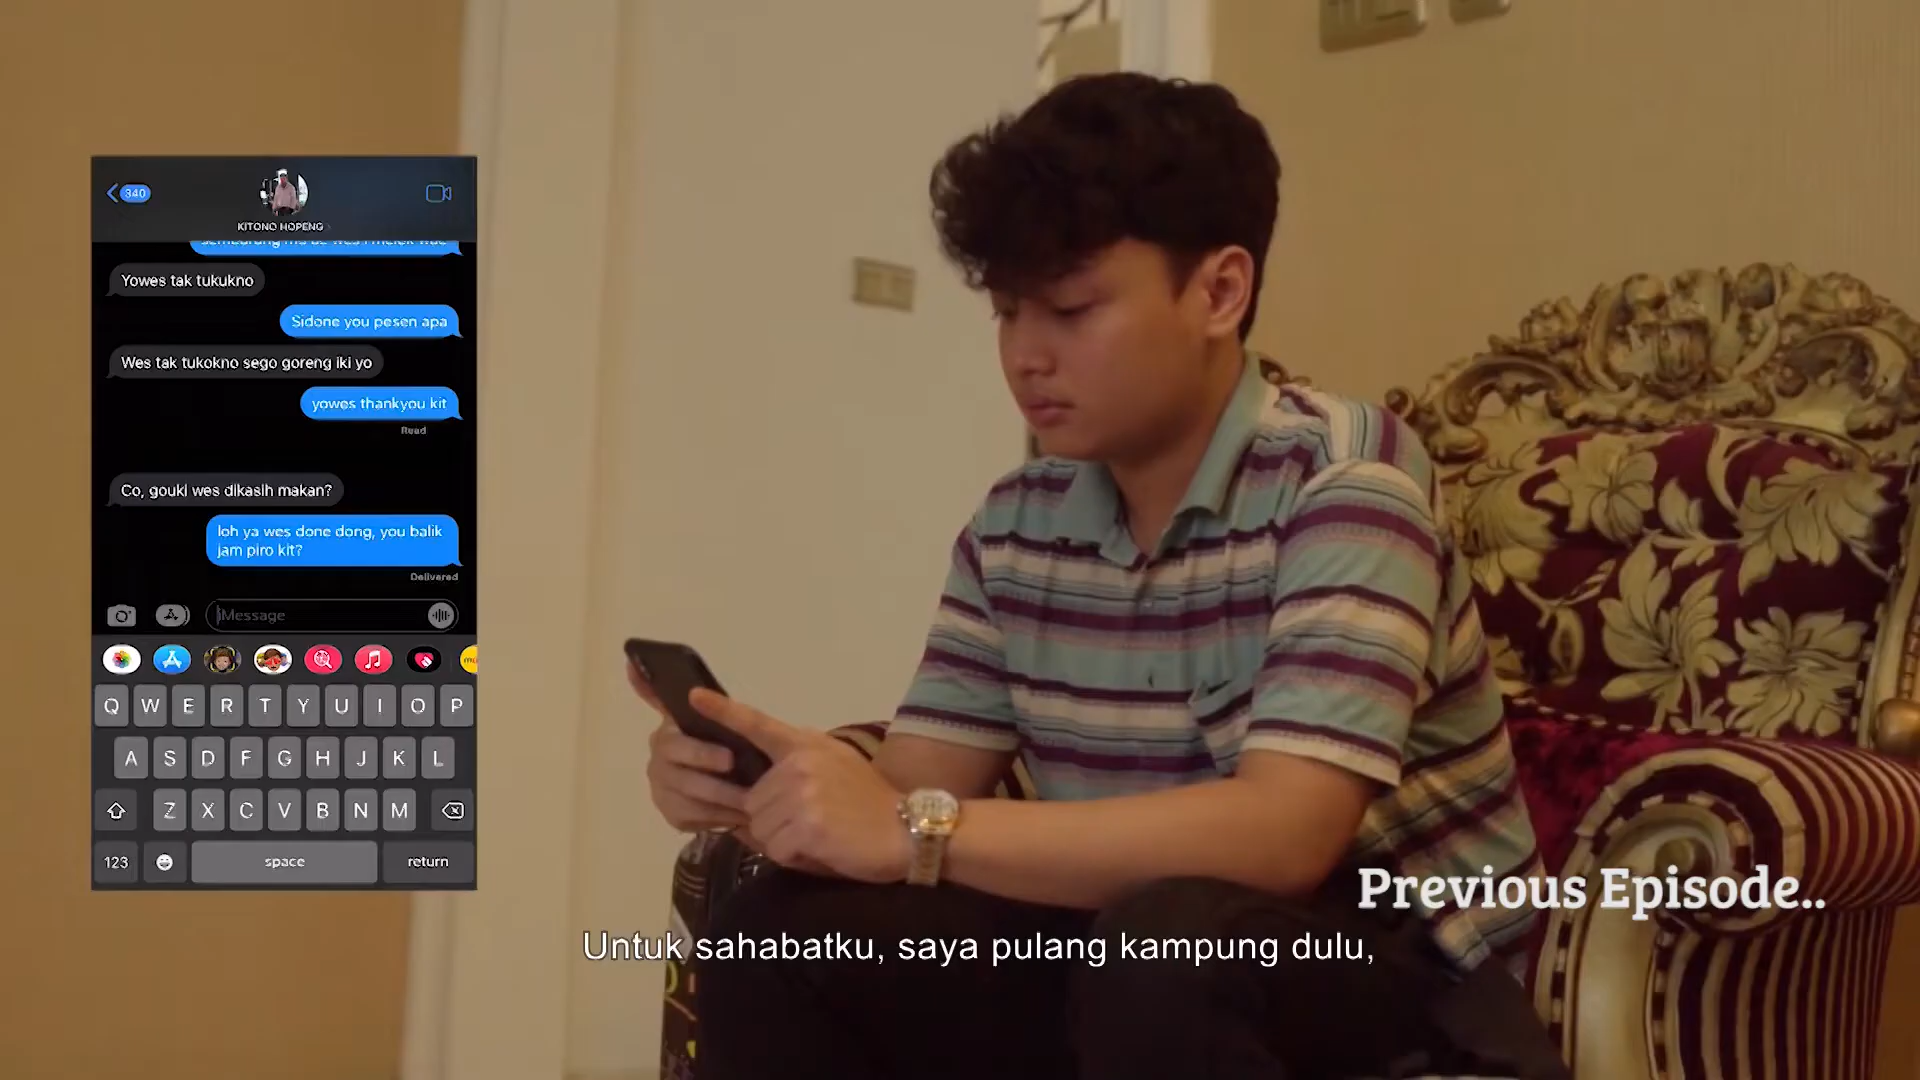 340
KITONO HOPENG
Yowes tak tukukno
Sidone you pesen apa
Wes tak tukokno sego goreng iki yo
yowes thankyou kit
Read
Co, gouki wes dikasih makan?
loh ya wes done dong, you balik
jam piro kit?
Delivered
iMessage
Q W E R T Y U I O P
A S D F G H J K L
Z X C V B N M
123 space return
Previous Episode..
Untuk sahabatku, saya pulang kampung dulu,